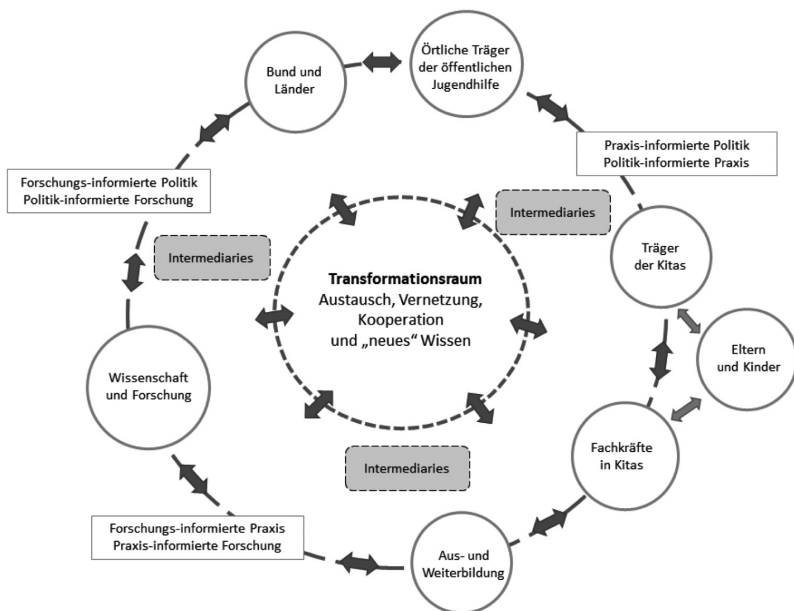 Bund und
Länder
Örtliche Träger
der öffentlichen
Jugendhilfe
Praxis-informierte Politik
Politik-informierte Praxis
Forschungs-informierte Politik
Politik-informierte Forschung
Intermediaries
Intermediaries
Träger
der Kitas
Transformationsraum
Austausch, Vernetzung,
Kooperation
und „neues“ Wissen
Eltern
und Kinder
Wissenschaft
und Forschung
Fachkräfte
in Kitas
Intermediaries
Forschungs-informierte Praxis
Praxis-informierte Forschung
Aus- und
Weiterbildung